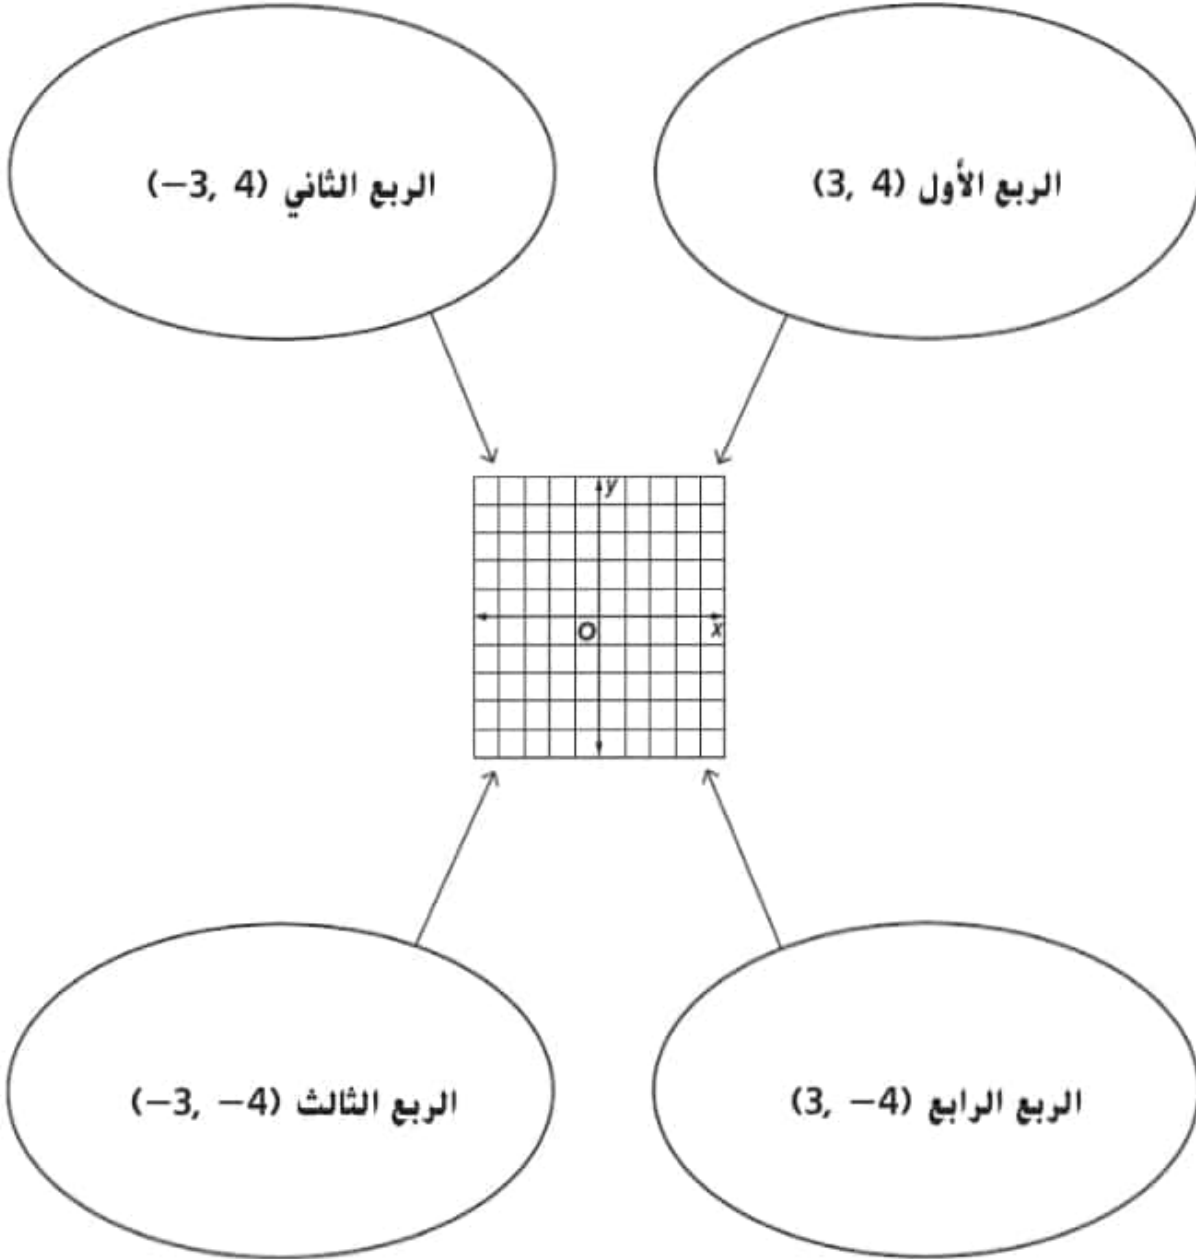 الربع الأول (3, 4)
الربع الثاني (−3, 4)
y
O
x
الربع الثالث (−3, −4)
الربع الرابع (3, −4)